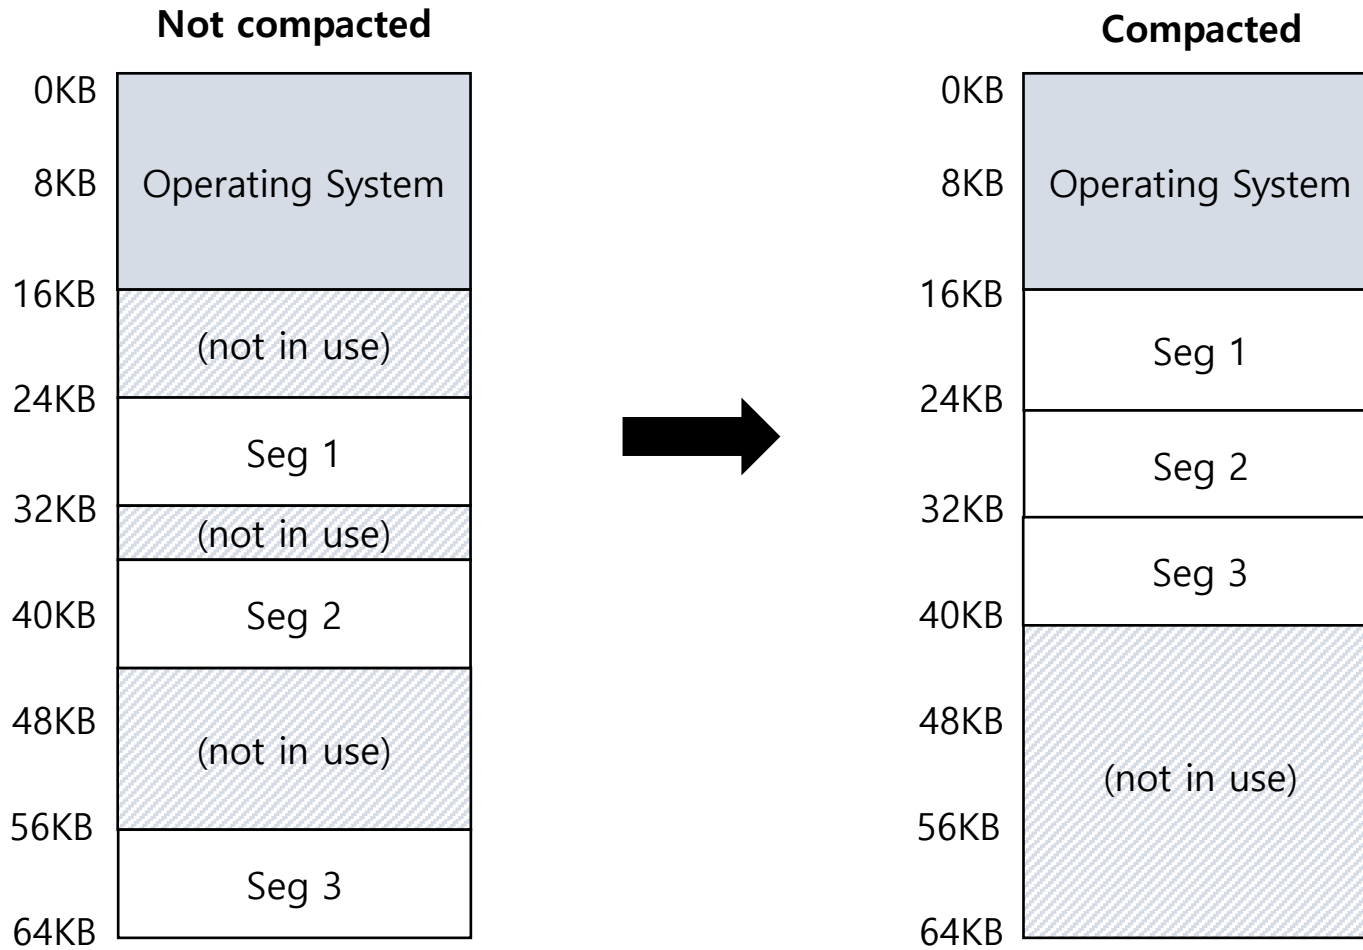 Not compacted
0KB
8KB
Operating System
16KB
(not in use)
24KB
Seg 1
32KB
(not in use)
Seg 2
40KB
48KB
(not in use)
56KB
Seg 3
64KB
Compacted
0KB
8KB
Operating System
16KB
Seg 1
24KB
Seg 2
32KB
Seg 3
40KB
48KB
(not in use)
56KB
64KB